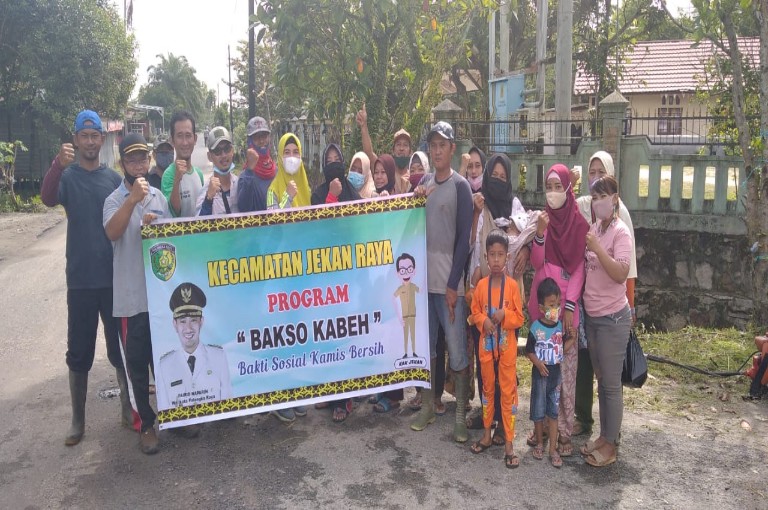 KECAMATAN JEKAN RAYA
PROGRAM
“ BAKSO KABEH ”
Bakti Sosial Kamis Bersih